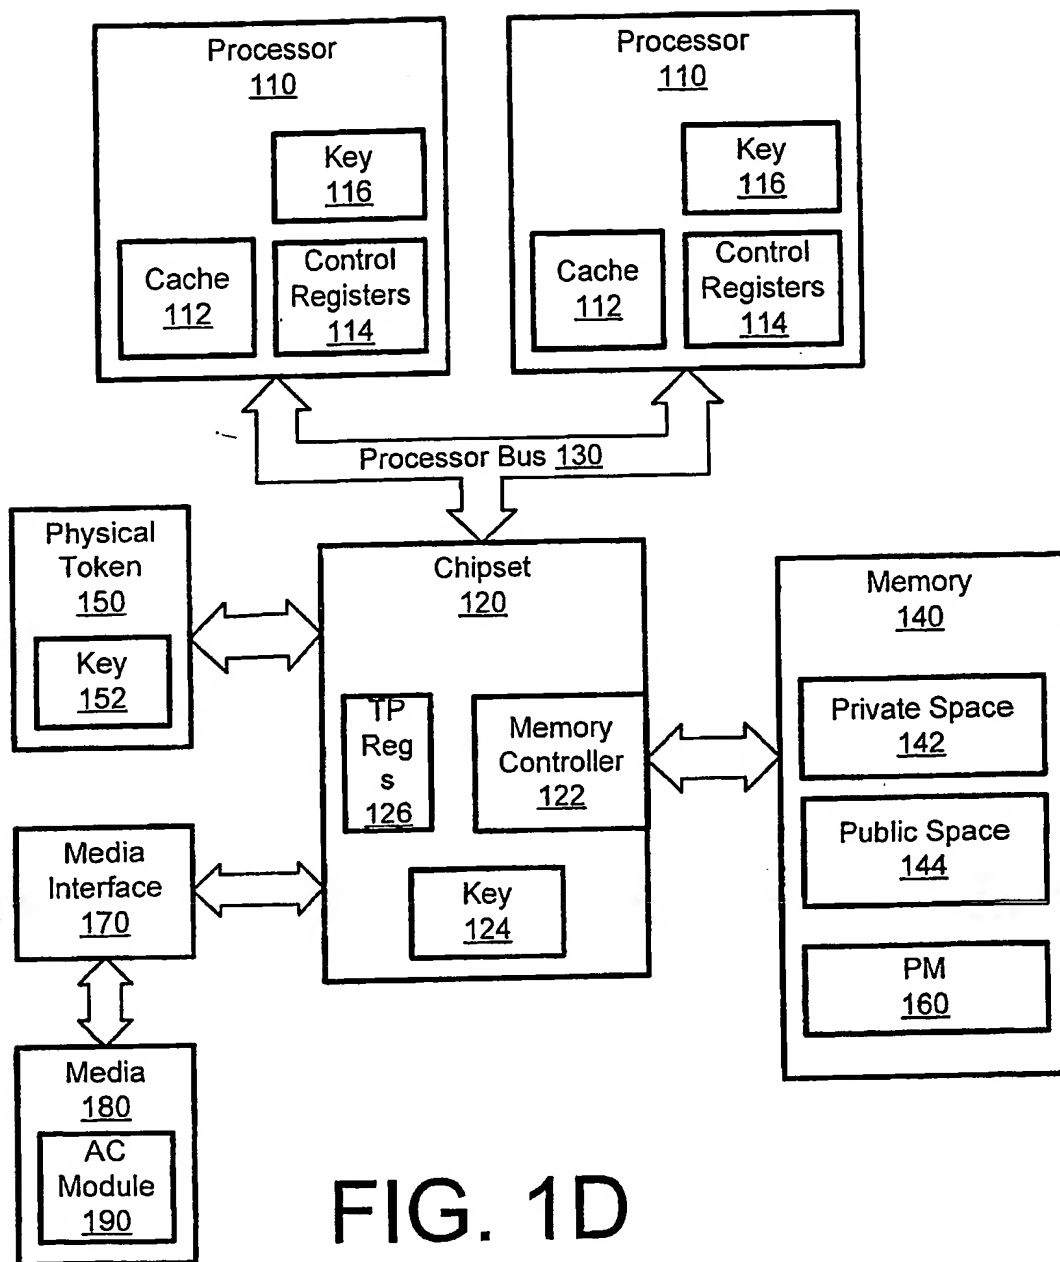 Processor
110
Key
116
Cache
112
Control
Registers
114
Processor
110
Key
116
Cache
112
Control
Registers
114
Processor Bus 130
Physical
Token
150
Key
152
Chipset
120
TP
Reg
s
126
Memory
Controller
122
Key
124
Memory
140
Private Space
142
Public Space
144
PM
160
Media
Interface
170
Media
180
AC
Module
190
FIG. 1D